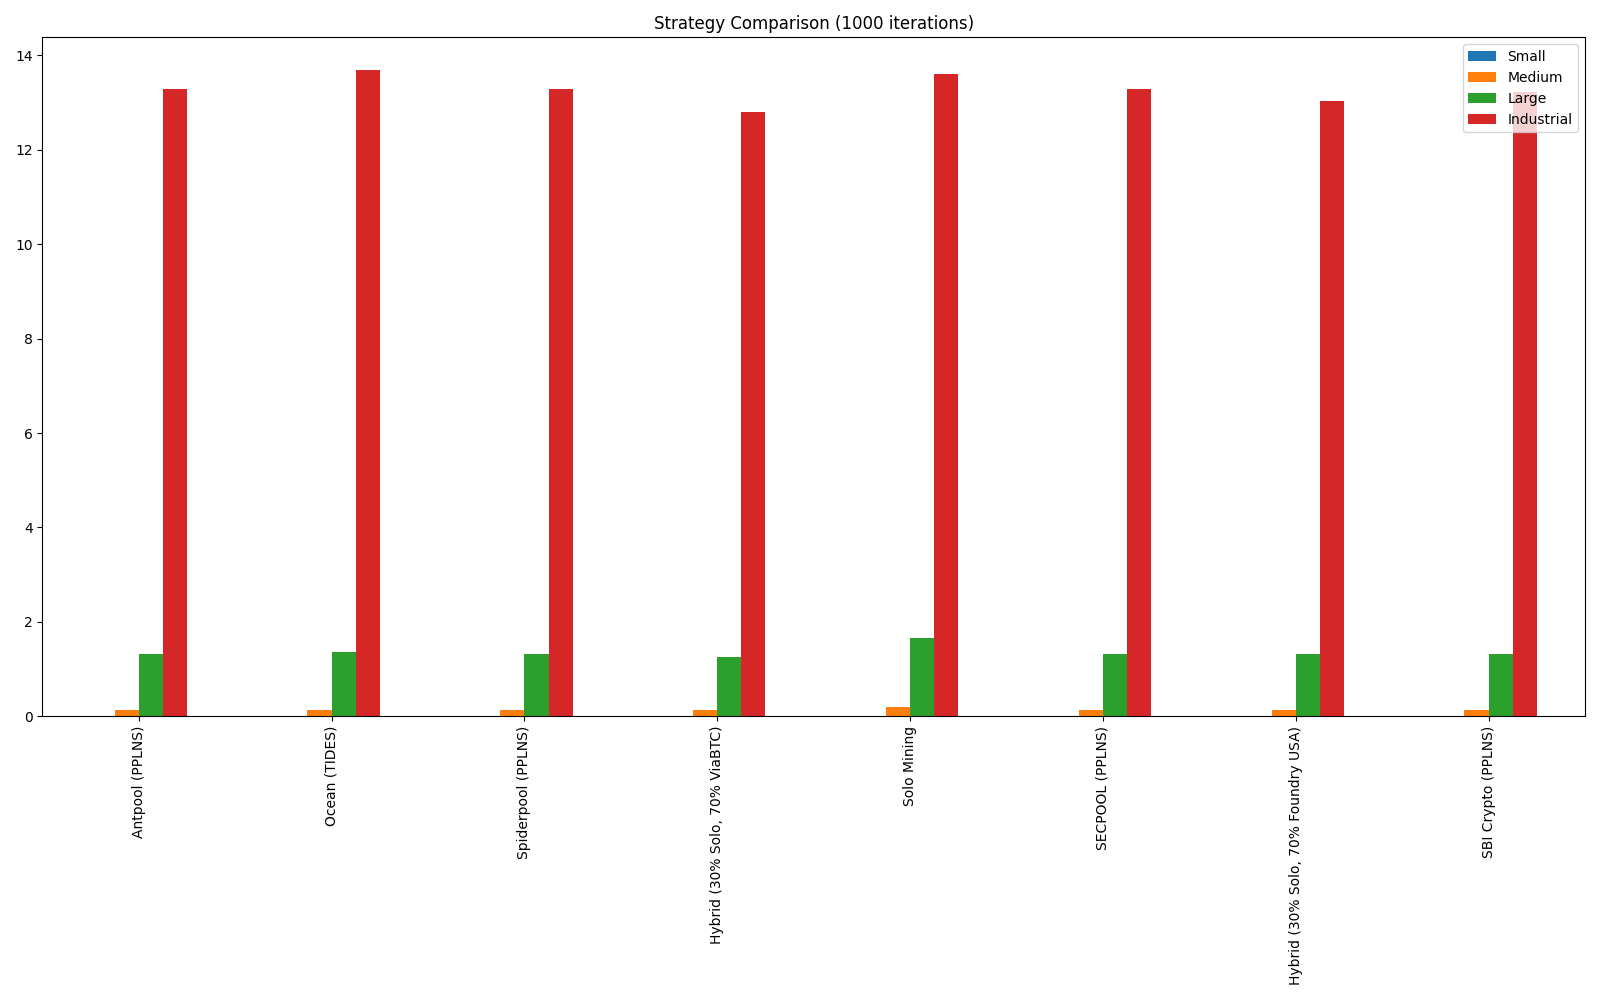 Strategy Comparison (1000 iterations)
Small
Medium
Large
Industrial
14
12
10
8
6
4
2
0
Antpool (PPLNS)
Ocean (TIDES)
Spiderpool (PPLNS)
Hybrid (30% Solo, 70% ViaBTC)
Solo Mining
SECPOOL (PPLNS)
Hybrid (30% Solo, 70% Foundry USA)
SBI Crypto (PPLNS)